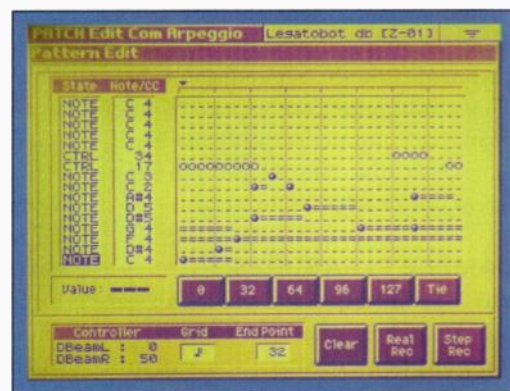 PATCH Edit Com Arpeggio Legatobot db [Z-01]
Pattern Edit
State Note/CC
NOTE C 4
NOTE C 4
NOTE C 4
NOTE C 4
NOTE C 4
CTRL 34
CTRL 17
NOTE C 3
NOTE C 2
NOTE A#4
NOTE D 5
NOTE D#5
NOTE G 4
NOTE F 4
NOTE D#4
NOTE C 4
Value: ---
0 32 64 96 127 Tie
Controller Grid End Point
DBeamL : 0
DBeamR : 50
32
Clear Real Rec Step Rec